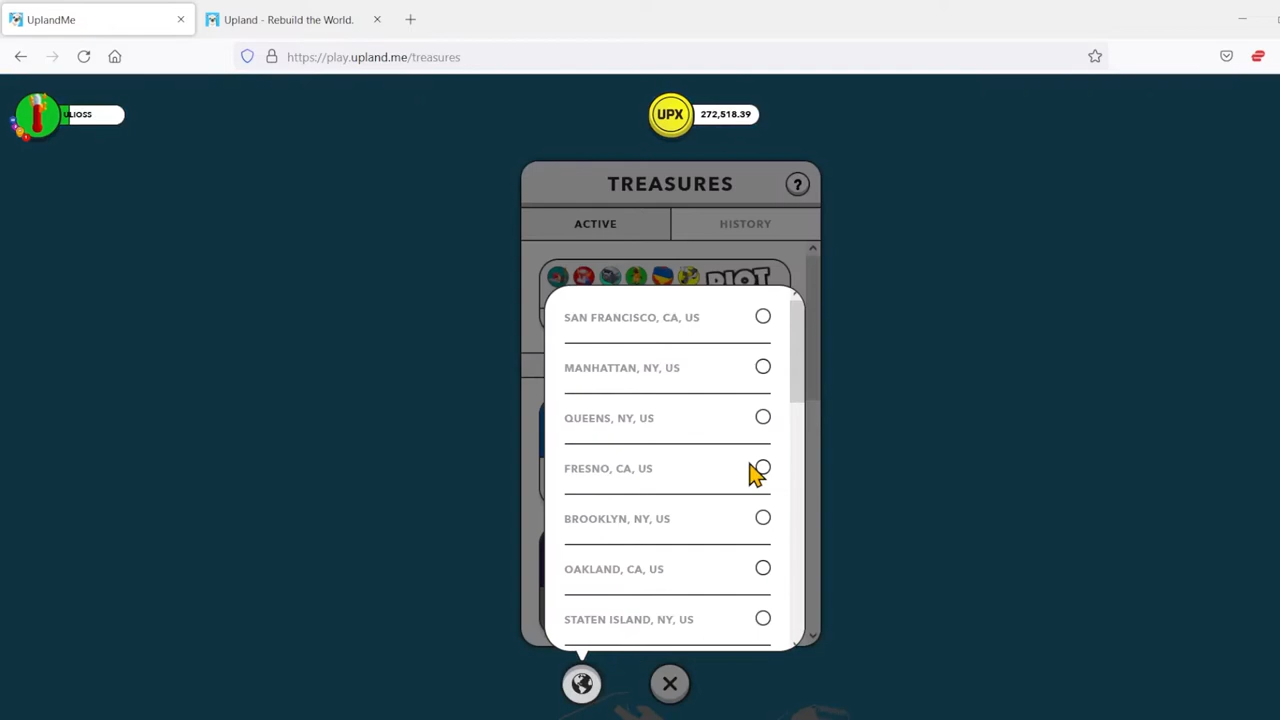 UplandMe
Upland - Rebuild the World.
https://play.upland.me/treasures
ULIOSS
UPX
272,518.39
TREASURES
?
ACTIVE
HISTORY
RIOT
SAN FRANCISCO, CA, US
MANHATTAN, NY, US
QUEENS, NY, US
FRESNO, CA, US
BROOKLYN, NY, US
OAKLAND, CA, US
STATEN ISLAND, NY, US